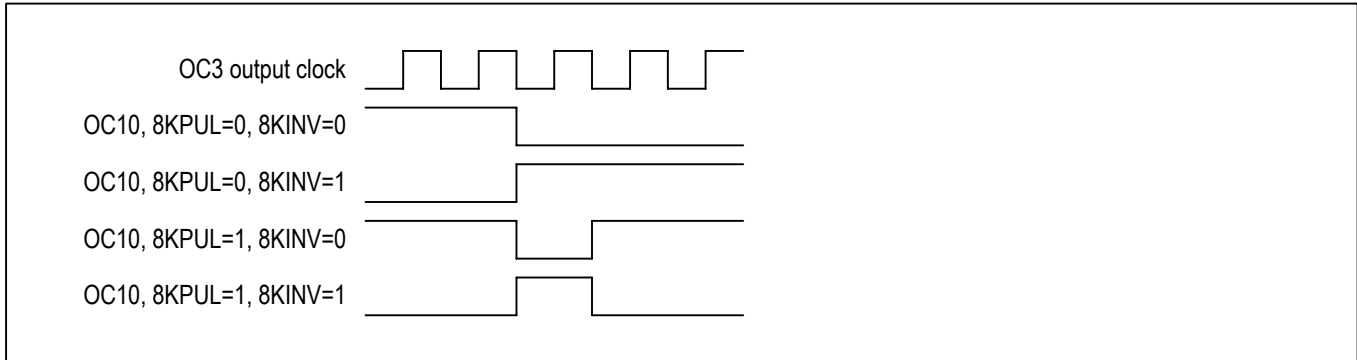 OC3 output clock
OC10, 8KPUL=0, 8KINV=0
OC10, 8KPUL=0, 8KINV=1
OC10, 8KPUL=1, 8KINV=0
OC10, 8KPUL=1, 8KINV=1